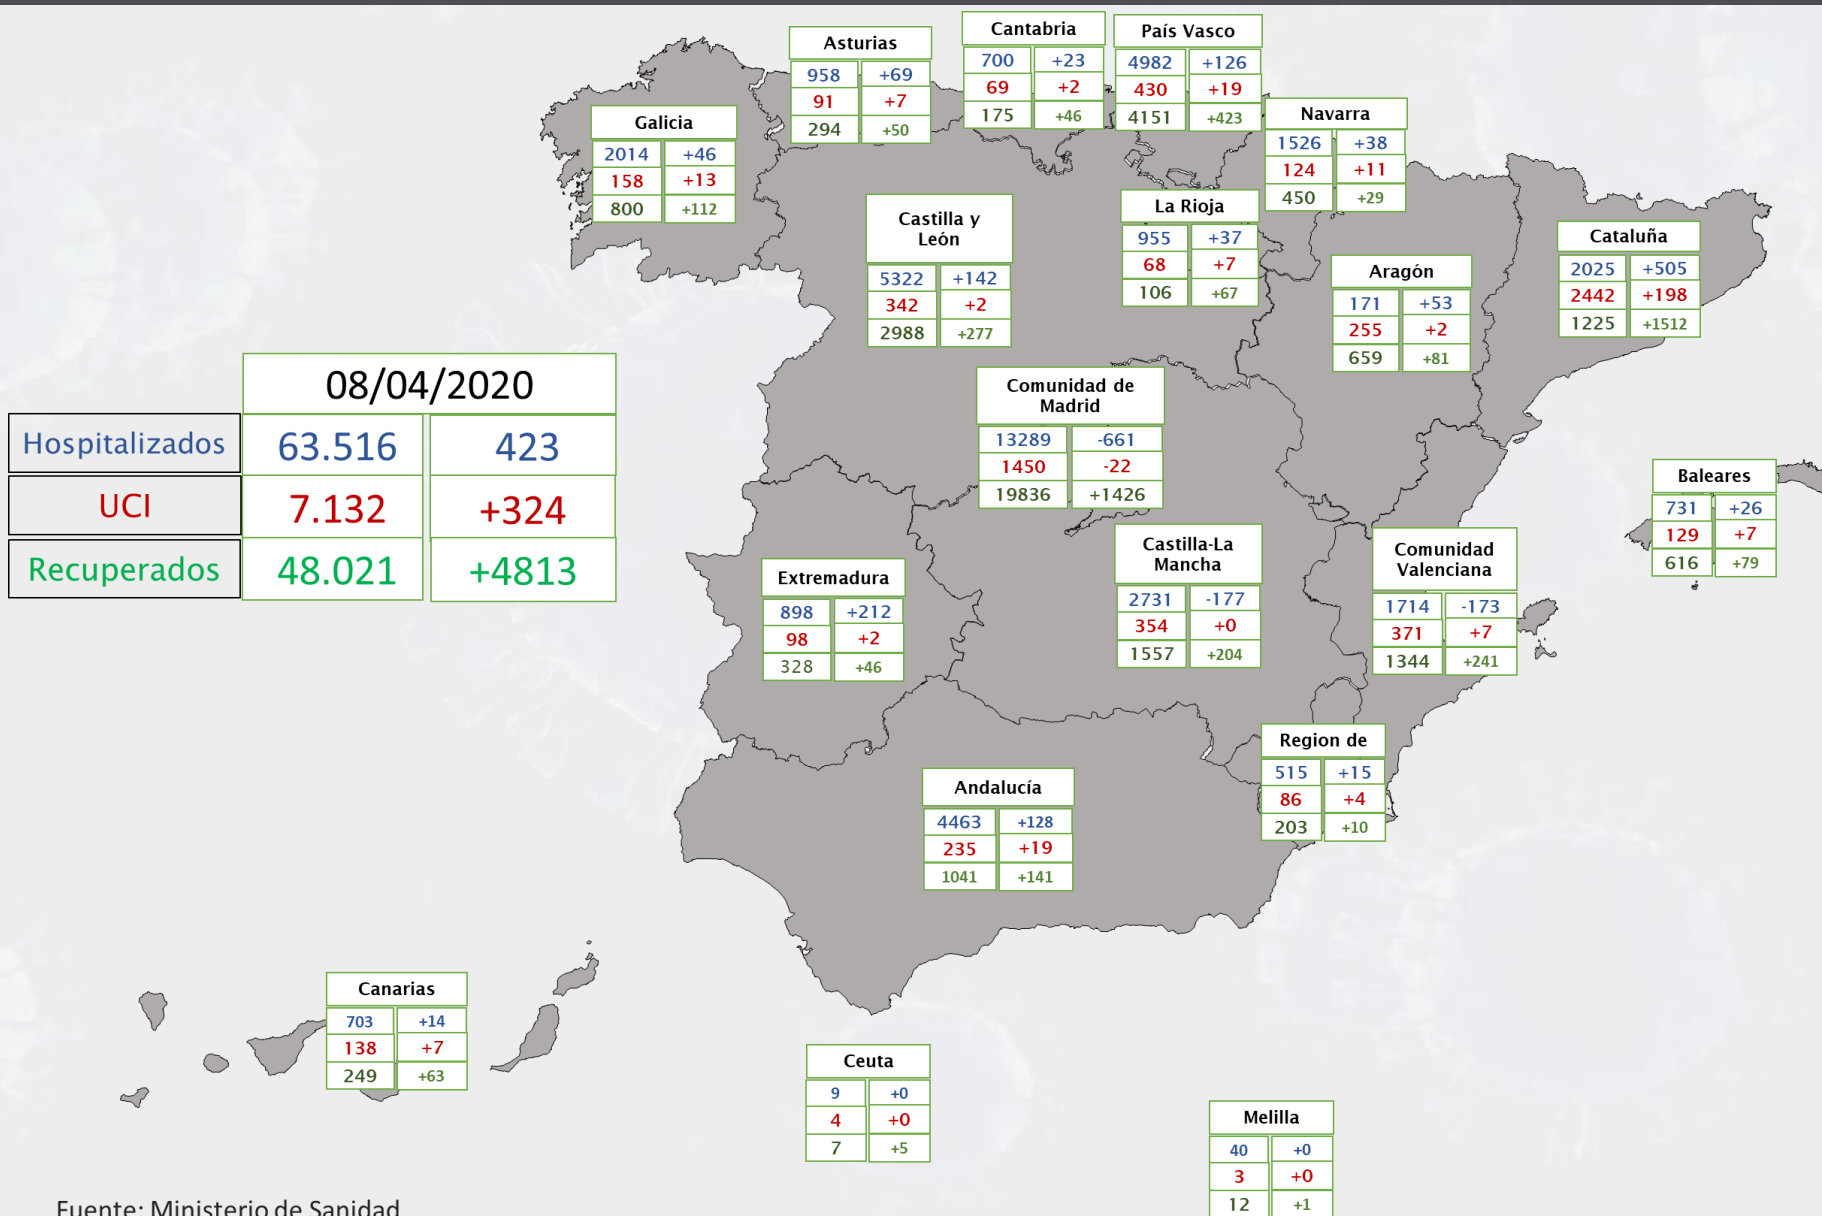 Asturias
958 +69
91 +7
294 +50
Cantabria
700 +23
69 +2
175 +46
País Vasco
4982 +126
430 +19
4151 +423
Galicia
2014 +46
158 +13
800 +112
Navarra
1526 +38
124 +11
450 +29
Castilla y
León
5322 +142
342 +2
2988 +277
La Rioja
955 +37
68 +7
106 +67
Aragón
171 +53
255 +2
659 +81
Cataluña
2025 +505
2442 +198
1225 +1512
08/04/2020
Hospitalizados 63.516 423
UCI 7.132 +324
Recuperados 48.021 +4813
Comunidad de
Madrid
13289 -661
1450 -22
19836 +1426
Baleares
731 +26
129 +7
616 +79
Extremadura
898 +212
98 +2
328 +46
Castilla-La
Mancha
2731 -177
354 +0
1557 +204
Comunidad
Valenciana
1714 -173
371 +7
1344 +241
Region de
515 +15
86 +4
203 +10
Andalucía
4463 +128
235 +19
1041 +141
Canarias
703 +14
138 +7
249 +63
Ceuta
9 +0
4 +0
7 +5
Melilla
40 +0
3 +0
12 +1
Fuente: Ministerio de Sanidad